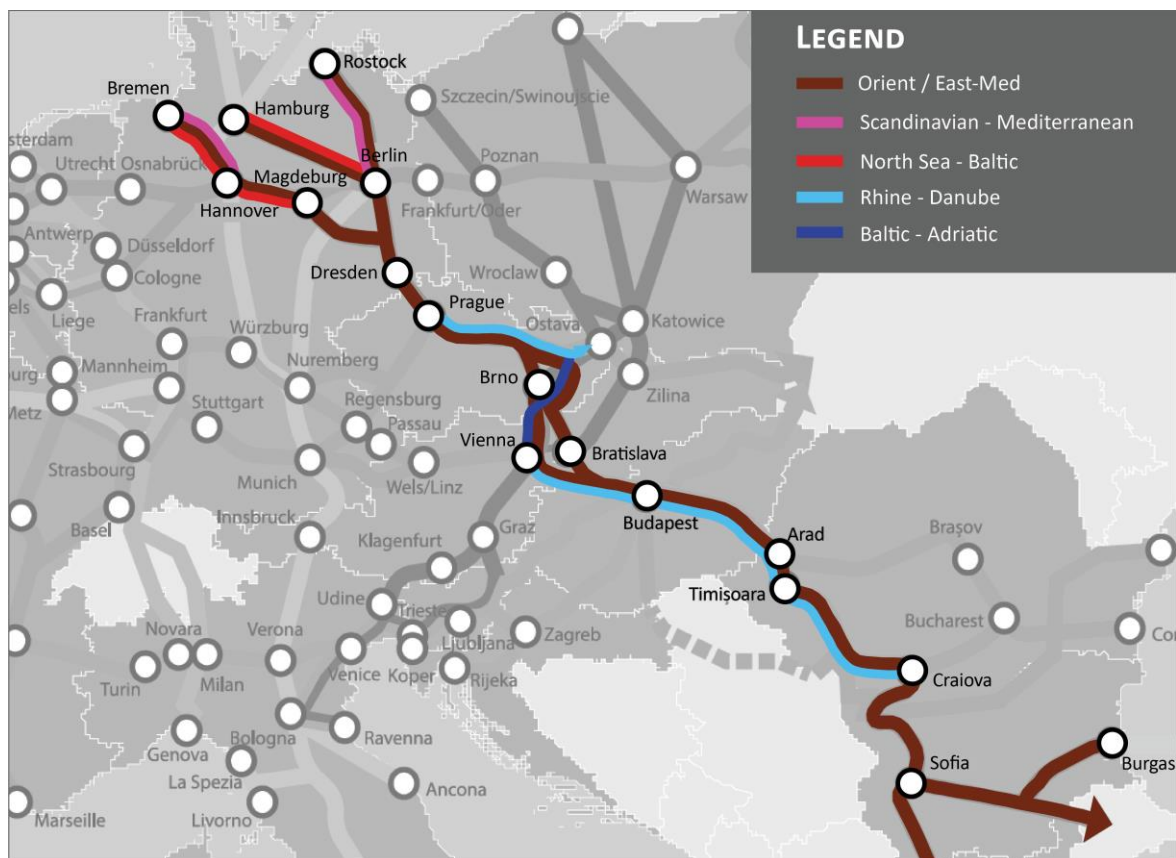 LEGEND
Orient / East-Med
Scandinavian - Mediterranean
North Sea - Baltic
Rhine - Danube
Baltic - Adriatic
Rostock
Bremen
Hamburg
Szczecin/Swinoujscie
sterdam
Utrecht
Osnabrück
Magdeburg
Berlin
Poznan
Warsaw
Hannover
Frankfurt/Oder
Antwerp
Düsseldorf
Cologne
Dresden
Wroclaw
els
Liege
Frankfurt
Würzburg
Prague
Ostava
Katowice
Mannheim
Nuremberg
Brno
Zilina
burg
Metz
Stuttgart
Regensburg
Passau
Vienna
Bratislava
Strasbourg
Munich
Wels/Linz
Budapest
Basel
Innsbruck
Graz
Arad
Braşov
Klagenfurt
Timişoara
Udine
Trieste
Bucharest
Novara
Verona
Ljubljana
Zagreb
Co
Turin
Milan
Venice
Koper
Rijeka
Craiova
Genova
Bologna
Ravenna
La Spezia
Sofia
Burgas
Ancona
Marseille
Livorno